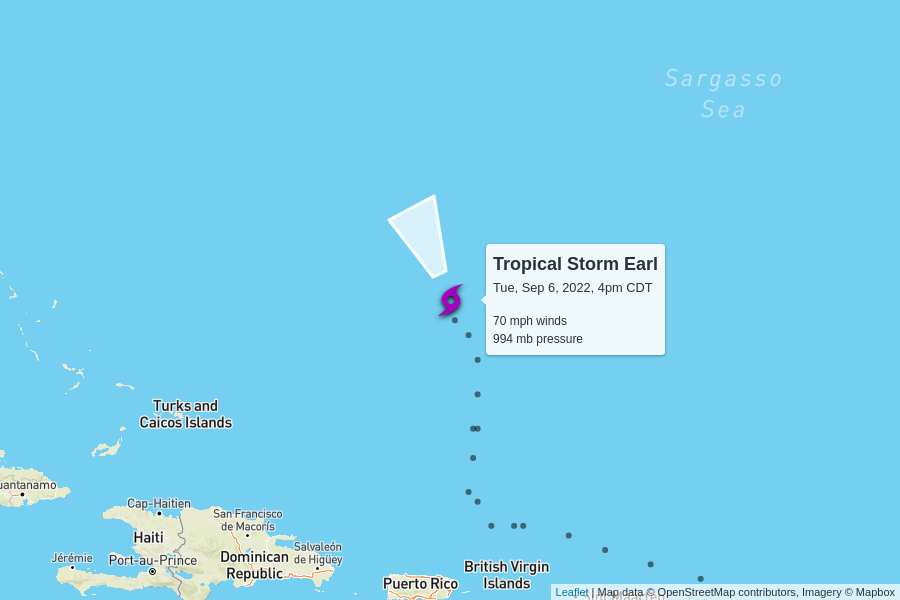 Sargasso
Sea
Tropical Storm Earl
Tue, Sep 6, 2022, 4pm CDT
70 mph winds
994 mb pressure
Turks and
Caicos Islands
uantanamo
Cap-Haitien
San Francisco
de Macorís
Haiti
Salvaleón
de Higüey
Jérémie
Port-au-Prince
Dominican
Republic
British Virgin
Islands
Puerto Rico
Leaflet | Map data © OpenStreetMap contributors, Imagery © Mapbox